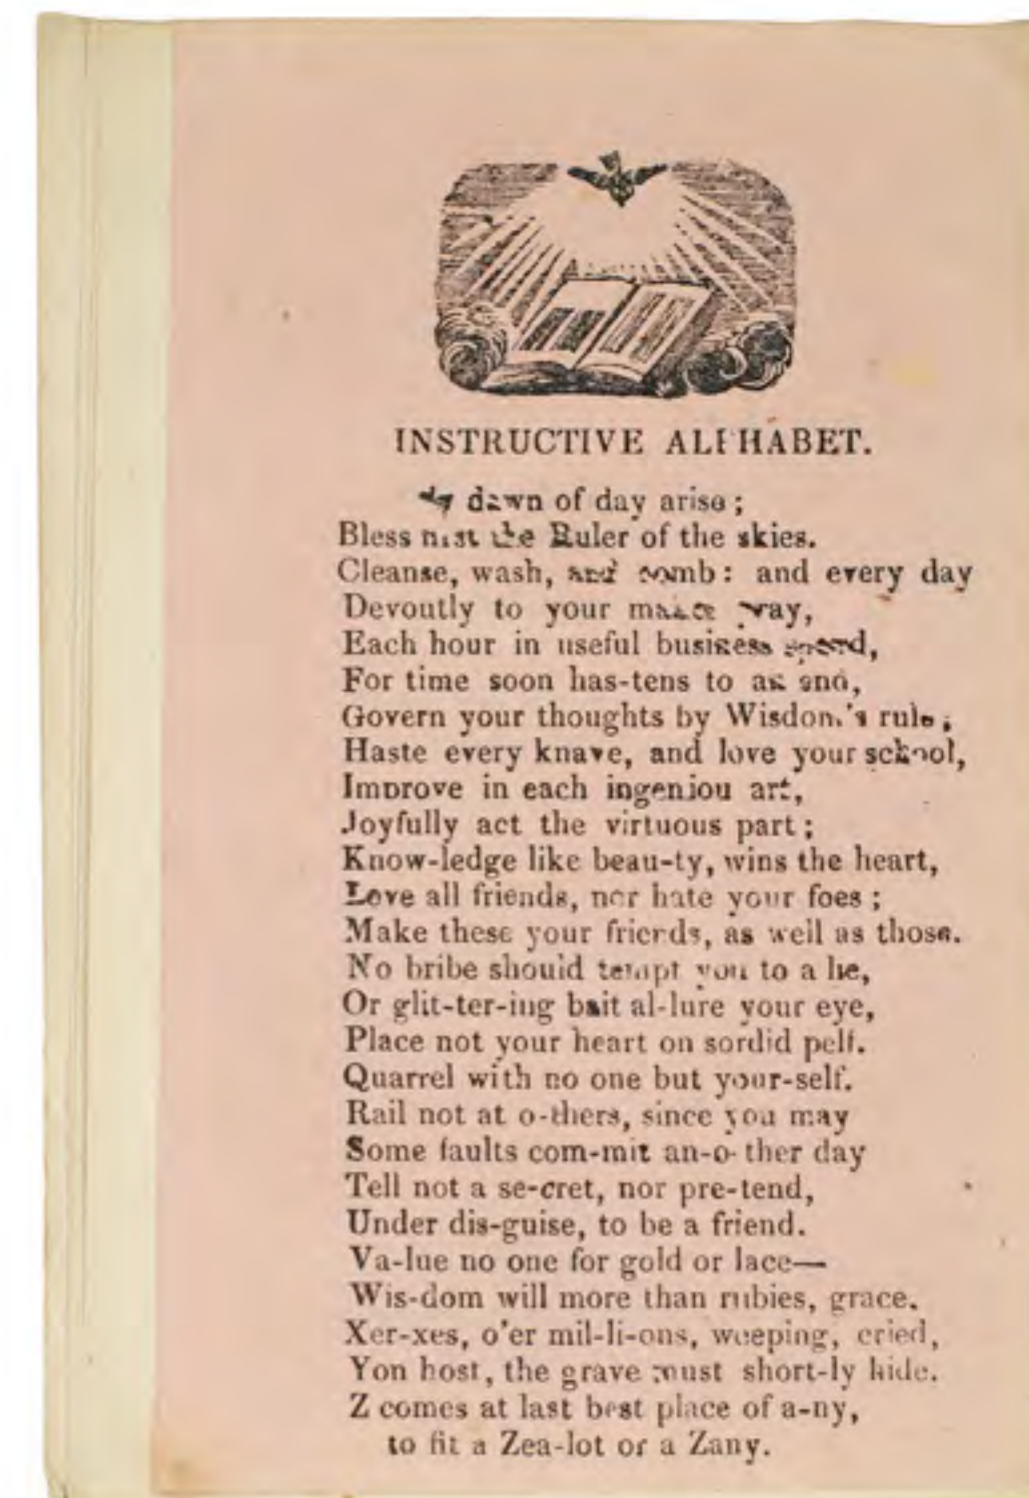 INSTRUCTIVE ALPHABET.
dawn of day arise;
Bless the Ruler of the skies.
Cleanse, wash, and comb: and every day
Devoutly to your pray,
Each hour in useful business spend,
For time soon has-tens to an end,
Govern your thoughts by Wisdom's rule;
Haste every knave, and love your school,
Improve in each ingeniou art,
Joyfully act the virtuous part;
Know-ledge like beau-ty, wins the heart,
Love all friends, nor hate your foes;
Make these your friends, as well as those.
No bribe should tempt you to a lie,
Or glit-ter-ing bait al-lure your eye,
Place not your heart on sordid pelf.
Quarrel with no one but your-self.
Rail not at o-thers, since you may
Some faults com-mit an-o-ther day
Tell not a se-cret, nor pre-tend,
Under dis-guise, to be a friend.
Va-lue no one for gold or lace—
Wis-dom will more than rubies, grace.
Xer-xes, o'er mil-li-ons, weeping, cried,
Yon host, the grave must short-ly hide.
Z comes at last best place of a-ny,
to fit a Zea-lot or a Zany.